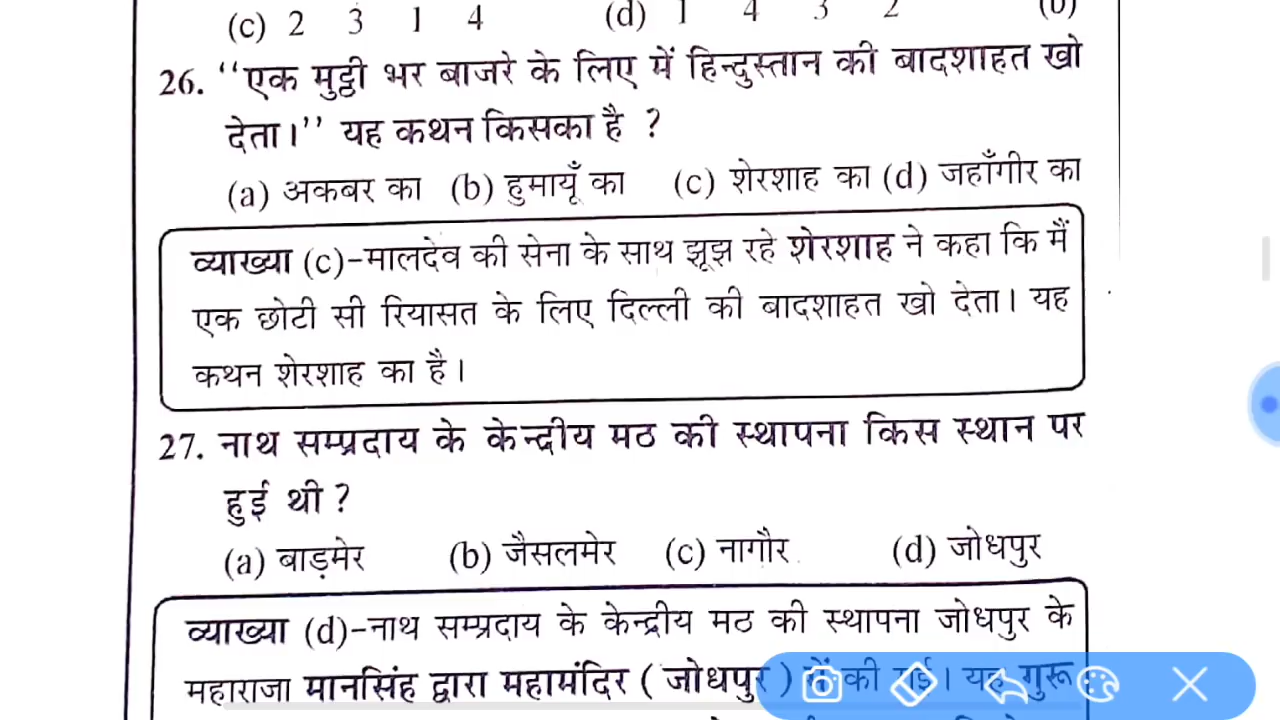 (c) 2 3 1 4 (d) 1 4 3 2 (b)
26. ‘‘एक मुट्ठी भर बाजरे के लिए में हिन्दुस्तान की बादशाहत खो
देता।’’ यह कथन किसका है ?
(a) अकबर का (b) हुमायूँ का (c) शेरशाह का (d) जहाँगीर का
व्याख्या (c)-मालदेव की सेना के साथ झूझ रहे शेरशाह ने कहा कि मैं
एक छोटी सी रियासत के लिए दिल्ली की बादशाहत खो देता। यह
कथन शेरशाह का है।
27. नाथ सम्प्रदाय के केन्द्रीय मठ की स्थापना किस स्थान पर
हुई थी ?
(a) बाड़मेर (b) जैसलमेर (c) नागौर (d) जोधपुर
व्याख्या (d)-नाथ सम्प्रदाय के केन्द्रीय मठ की स्थापना जोधपुर के
महाराजा मानसिंह द्वारा महामंदिर ( जोधपुर ) में की गई। यह गुरू